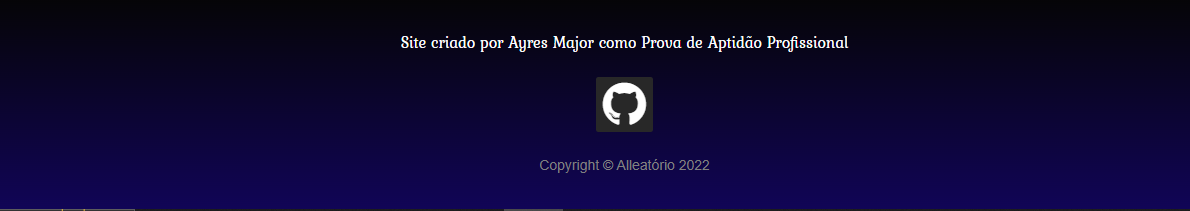 Site criado por Ayres Major como Prova de Aptidão Profissional
Copyright © Alleatório 2022